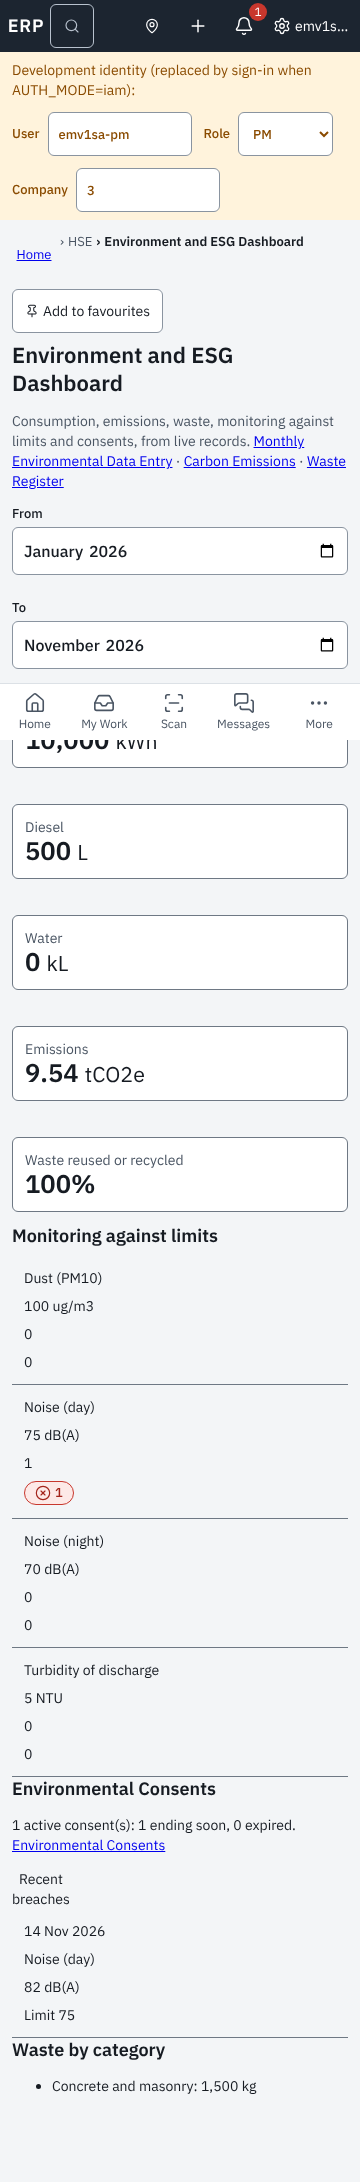 ERP
1
emv1s...
Development identity (replaced by sign-in when
AUTH_MODE=iam):
User emv1sa-pm Role PM
Company 3
Home › HSE › Environment and ESG Dashboard
Add to favourites
Environment and ESG
Dashboard
Consumption, emissions, waste, monitoring against
limits and consents, from live records. Monthly
Environmental Data Entry · Carbon Emissions · Waste
Register
From
January 2026
To
November 2026
Home My Work Scan Messages More
10,000 kWh
Diesel
500 L
Water
0 kL
Emissions
9.54 tCO2e
Waste reused or recycled
100%
Monitoring against limits
Dust (PM10)
100 ug/m3
0
0
Noise (day)
75 dB(A)
1
1
Noise (night)
70 dB(A)
0
0
Turbidity of discharge
5 NTU
0
0
Environmental Consents
1 active consent(s): 1 ending soon, 0 expired.
Environmental Consents
Recent
breaches
14 Nov 2026
Noise (day)
82 dB(A)
Limit 75
Waste by category
• Concrete and masonry: 1,500 kg